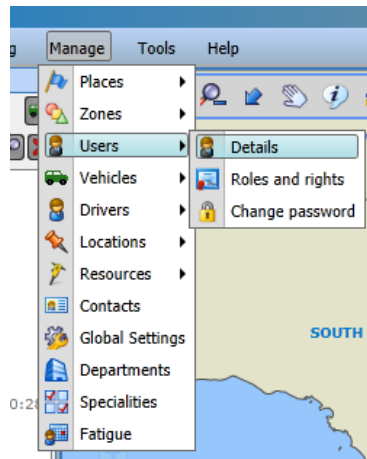 g Manage Tools Help
Places
Zones
Users Details
Vehicles Roles and rights
Drivers Change password
Locations
Resources
Contacts
Global Settings SOUTH
Departments
0:28 Specialities
Fatigue